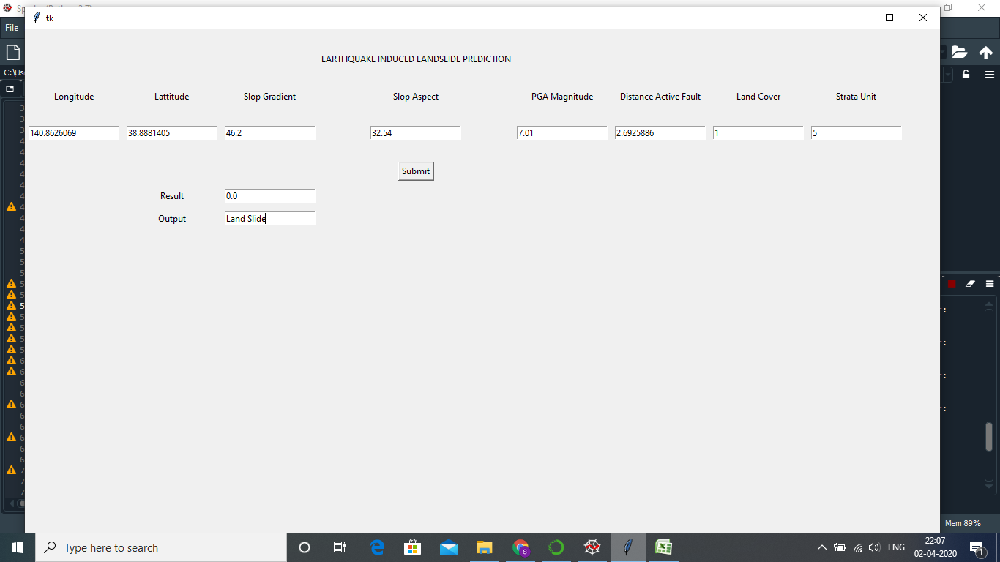 tk
File
C:\Us
EARTHQUAKE INDUCED LANDSLIDE PREDICTION
Longitude Lattitude Slop Gradient Slop Aspect PGA Magnitude Distance Active Fault Land Cover Strata Unit
140.8626069 38.8881405 46.2 32.54 7.01 2.6925886 1 5
Submit
Result 0.0
Output Land Slide
Mem 89%
Type here to search
ENG
22:07
02-04-2020